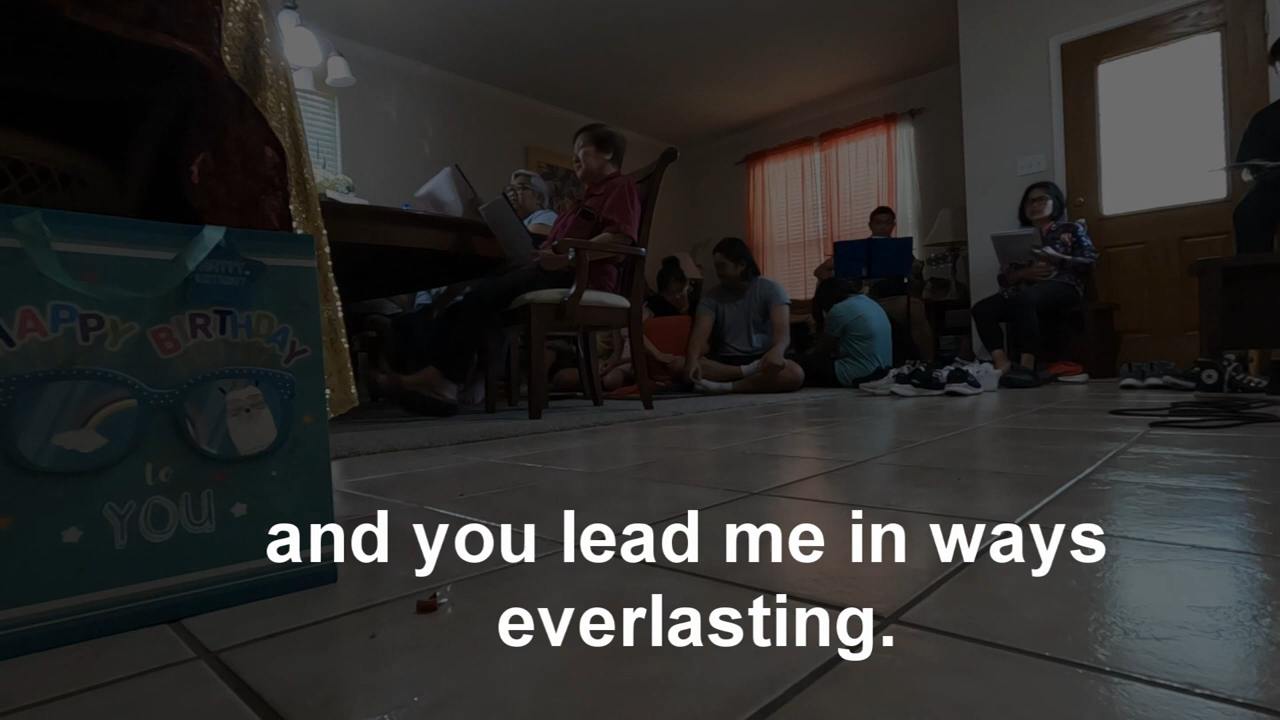 HAPPY BIRTHDAY
to
YOU
and you lead me in ways
everlasting.